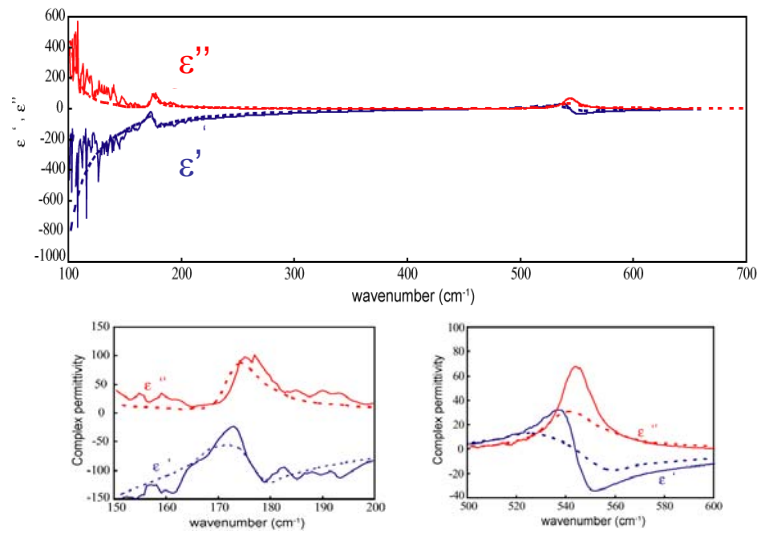 600
400
200
0
-200
-400
-600
-800
-1000
ε', ε''
ε''
ε'
100 200 300 400 500 600 700
wavenumber (cm⁻¹)
150
100
50
0
-50
-100
-150
Complex permittivity
ε''
ε'
150 160 170 180 190 200
wavenumber (cm⁻¹)
100
80
60
40
20
0
-20
-40
Complex permittivity
ε''
ε'
500 520 540 560 580 600
wavenumber (cm⁻¹)